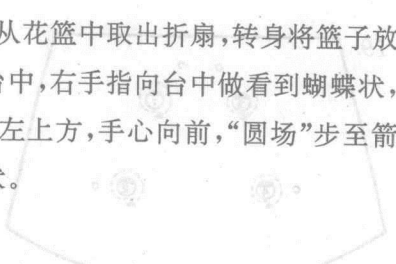 从花篮中取出折扇,转身将篮子放
台中,右手指向台中做看到蝴蝶状,
左上方,手心向前,“圆场”步至箭
。